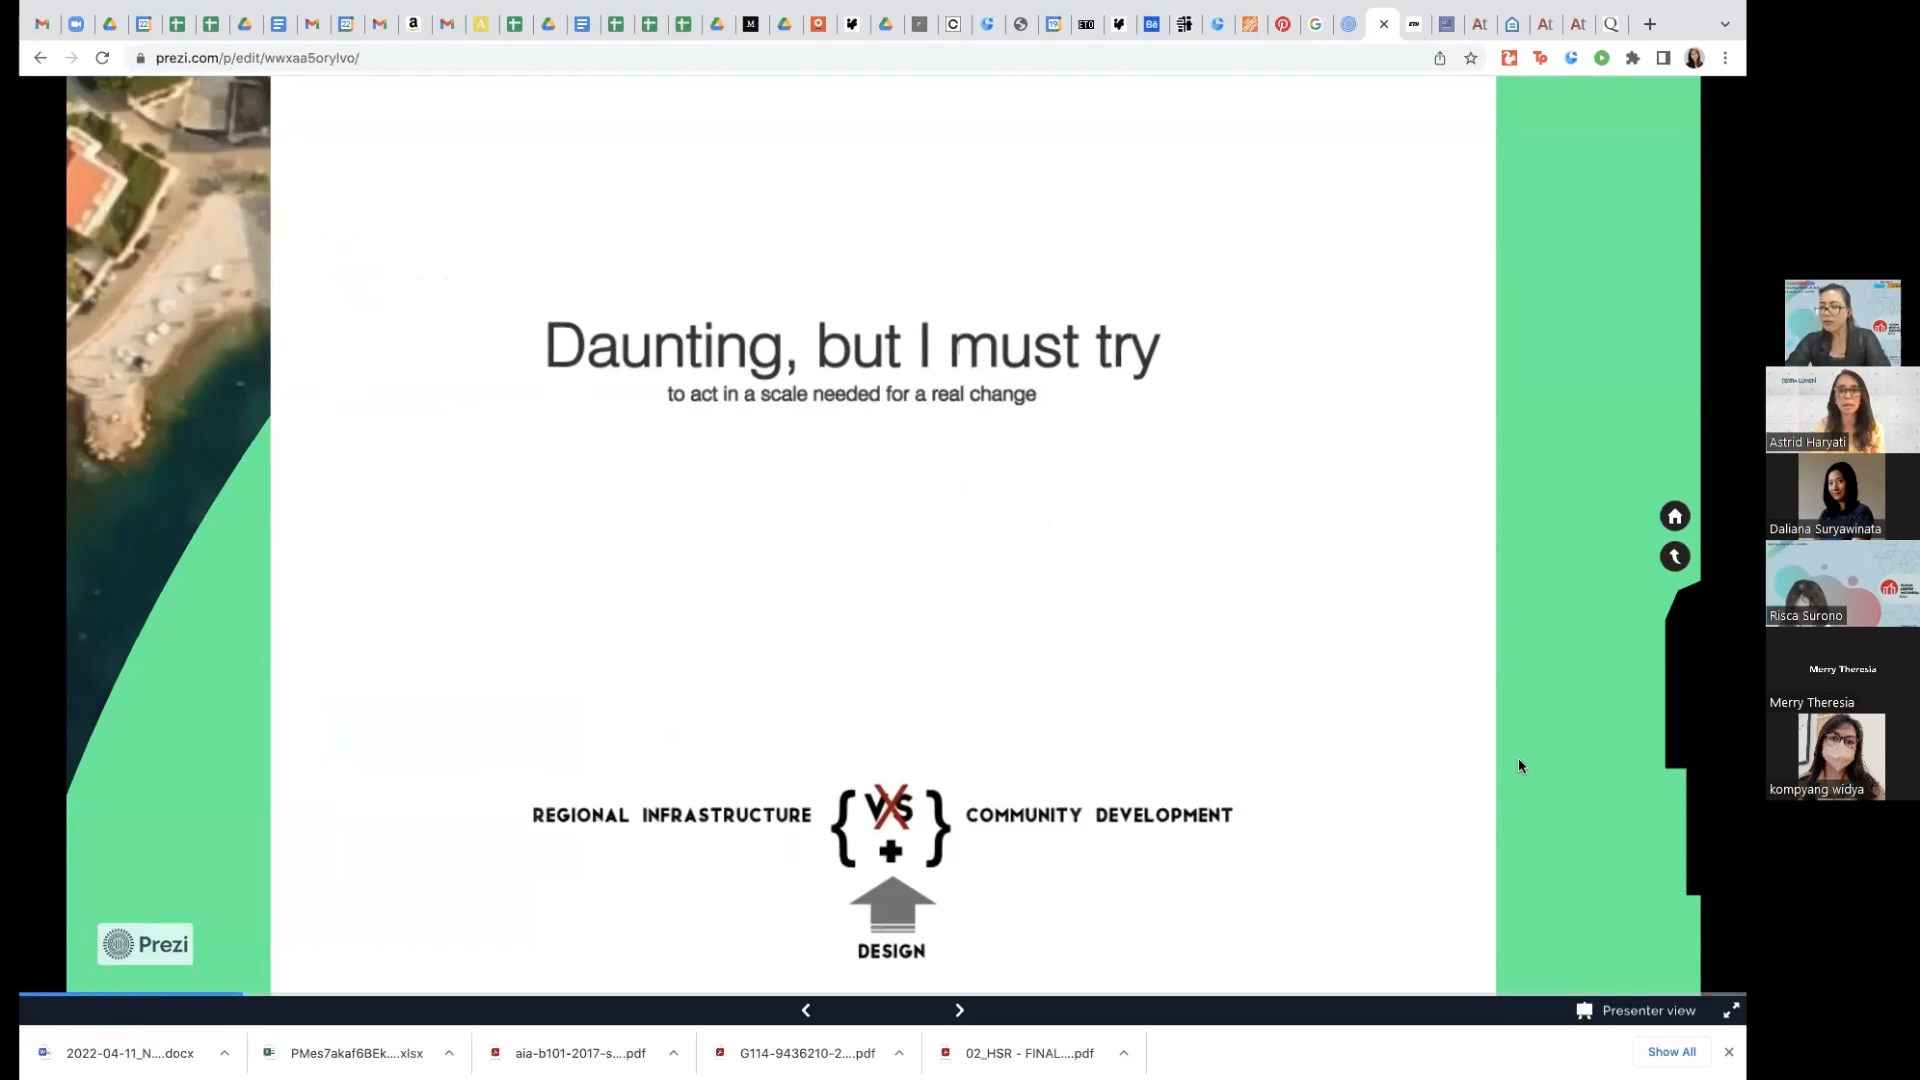 prezi.com/p/edit/wwxaa5orylvo/
Daunting, but I must try
to act in a scale needed for a real change
REGIONAL INFRASTRUCTURE { VS + } COMMUNITY DEVELOPMENT
DESIGN
Prezi
Presenter view
2022-04-11_N....docx
PMes7akaf6BEk....xlsx
aia-b101-2017-s....pdf
G114-9436210-2....pdf
02_HSR - FINAL....pdf
Show All
TERRA LUMEN
Astrid Haryati
Daliana Suryawinata
Risca Surono
Merry Theresia
Merry Theresia
kompyang widya